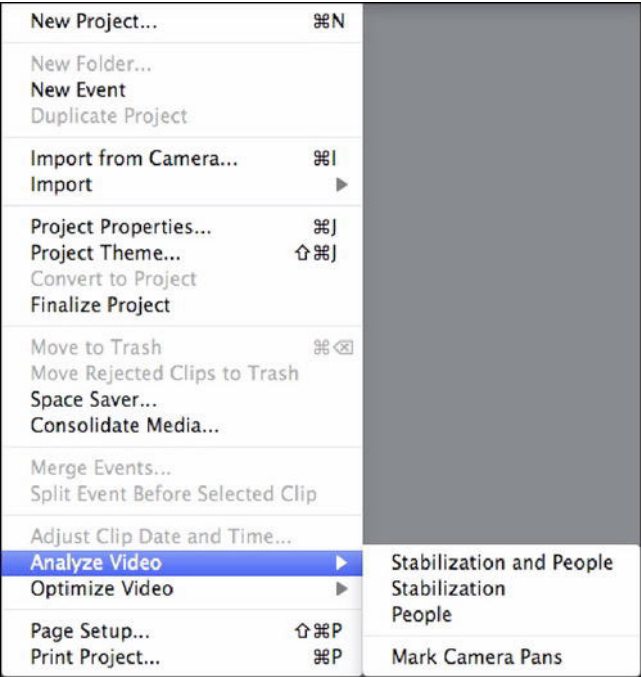 New Project... ⌘N
New Folder...
New Event
Duplicate Project
Import from Camera... ⌘I
Import ▶
Project Properties... ⌘J
Project Theme... ⇧⌘J
Convert to Project
Finalize Project
Move to Trash ⌘⌫
Move Rejected Clips to Trash
Space Saver...
Consolidate Media...
Merge Events...
Split Event Before Selected Clip
Adjust Clip Date and Time...
Analyze Video ▶
Optimize Video ▶
Page Setup... ⇧⌘P
Print Project... ⌘P
Stabilization and People
Stabilization
People
Mark Camera Pans